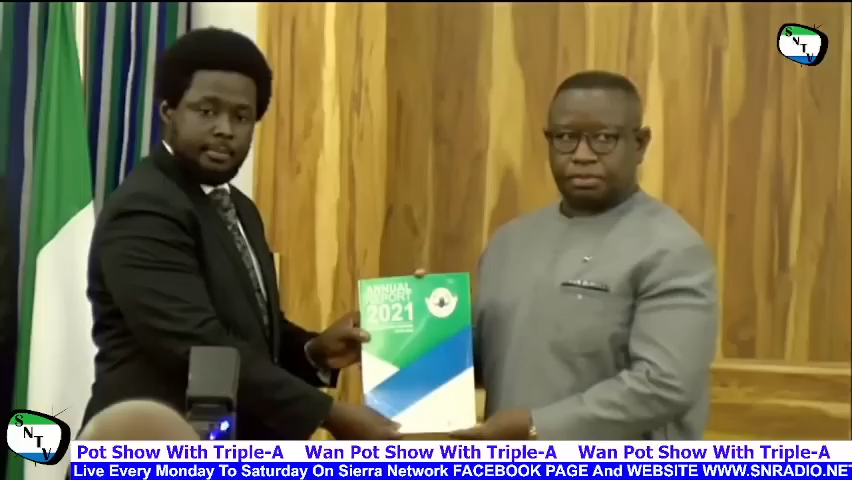 SNTV
ANNUAL
REPORT
2021
SNTV
Pot Show With Triple-A Wan Pot Show With Triple-A Wan Pot Show With Triple-A
Live Every Monday To Saturday On Sierra Network FACEBOOK PAGE And WEBSITE WWW.SNRADIO.NET